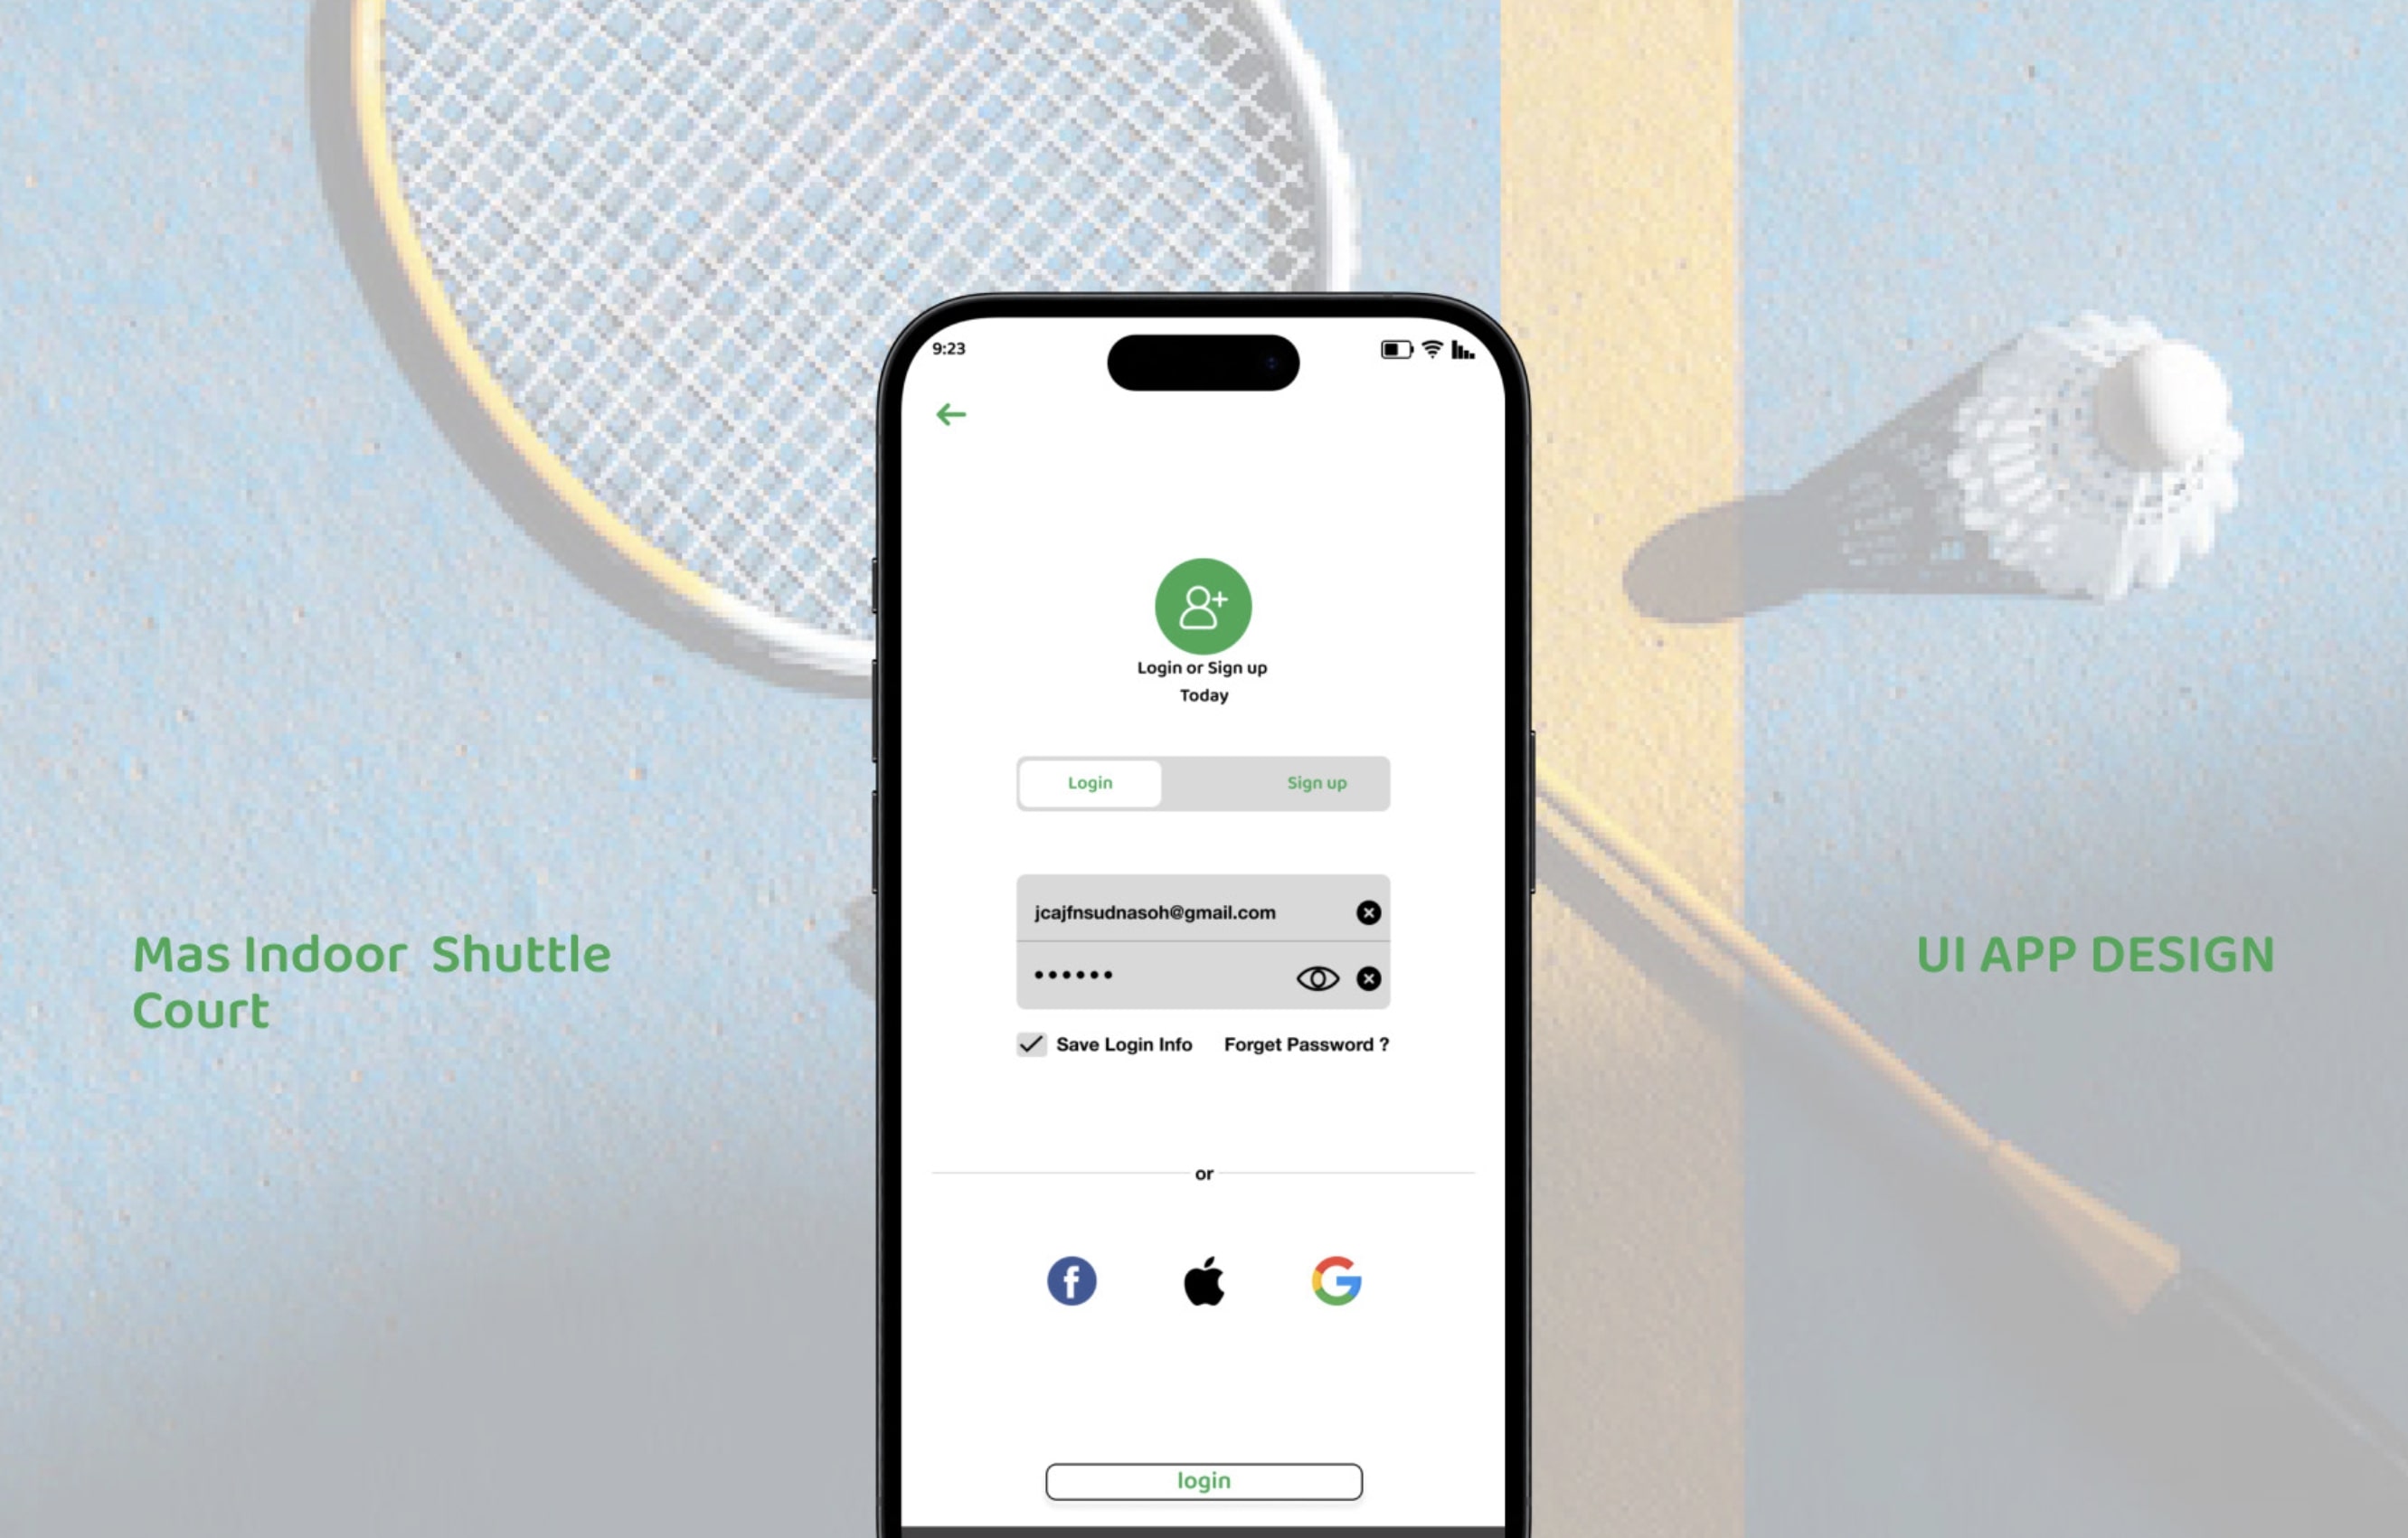 9:23
Login or Sign up
Today
Login Sign up
jcajfnsudnasoh@gmail.com
••••••
Save Login Info Forget Password ?
or
login
Mas Indoor  Shuttle
Court
UI APP DESIGN